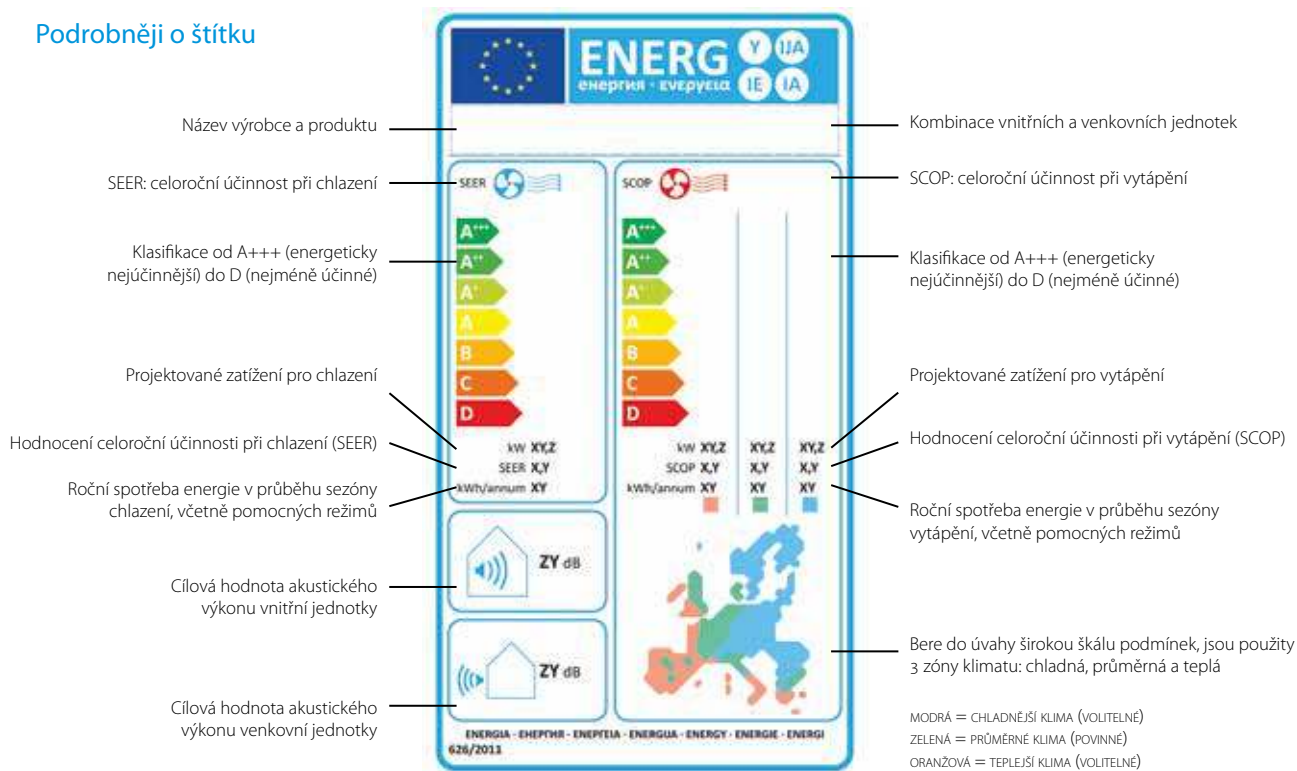 Podrobněji o štítku
ENERG
Y IJA
IE IA
енергия · ενεργεια
Název výrobce a produktu
Kombinace vnitřních a venkovních jednotek
SEER: celoroční účinnost při chlazení
SEER
SCOP
SCOP: celoroční účinnost při vytápění
A+++
A++
A+
A
B
C
D
A+++
A++
A+
A
B
C
D
Klasifikace od A+++ (energeticky
nejúčinnější) do D (nejméně účinné)
Klasifikace od A+++ (energeticky
nejúčinnější) do D (nejméně účinné)
Projektované zatížení pro chlazení
kW XY,Z
kW XY,Z XY,Z XY,Z
Projektované zatížení pro vytápění
Hodnocení celoroční účinnosti při chlazení (SEER)
SEER X,Y
SCOP X,Y X,Y X,Y
Hodnocení celoroční účinnosti při vytápění (SCOP)
Roční spotřeba energie v průběhu sezóny
chlazení, včetně pomocných režimů
kWh/annum XY
kWh/annum XY XY XY
Roční spotřeba energie v průběhu sezóny
vytápění, včetně pomocných režimů
ZY dB
Cílová hodnota akustického
výkonu vnitřní jednotky
ZY dB
Cílová hodnota akustického
výkonu venkovní jednotky
Bere do úvahy širokou škálu podmínek, jsou použity
3 zóny klimatu: chladná, průměrná a teplá
MODRÁ = CHLADNĚJŠÍ KLIMA (VOLITELNÉ)
ZELENÁ = PRŮMĚRNÉ KLIMA (POVINNÉ)
ORANŽOVÁ = TEPLEJŠÍ KLIMA (VOLITELNÉ)
ENERGIA · ЕНЕРГИЯ · ΕΝΕΡΓΕΙΑ · ENERGIJA · ENERGY · ENERGIE · ENERGI
626/2011